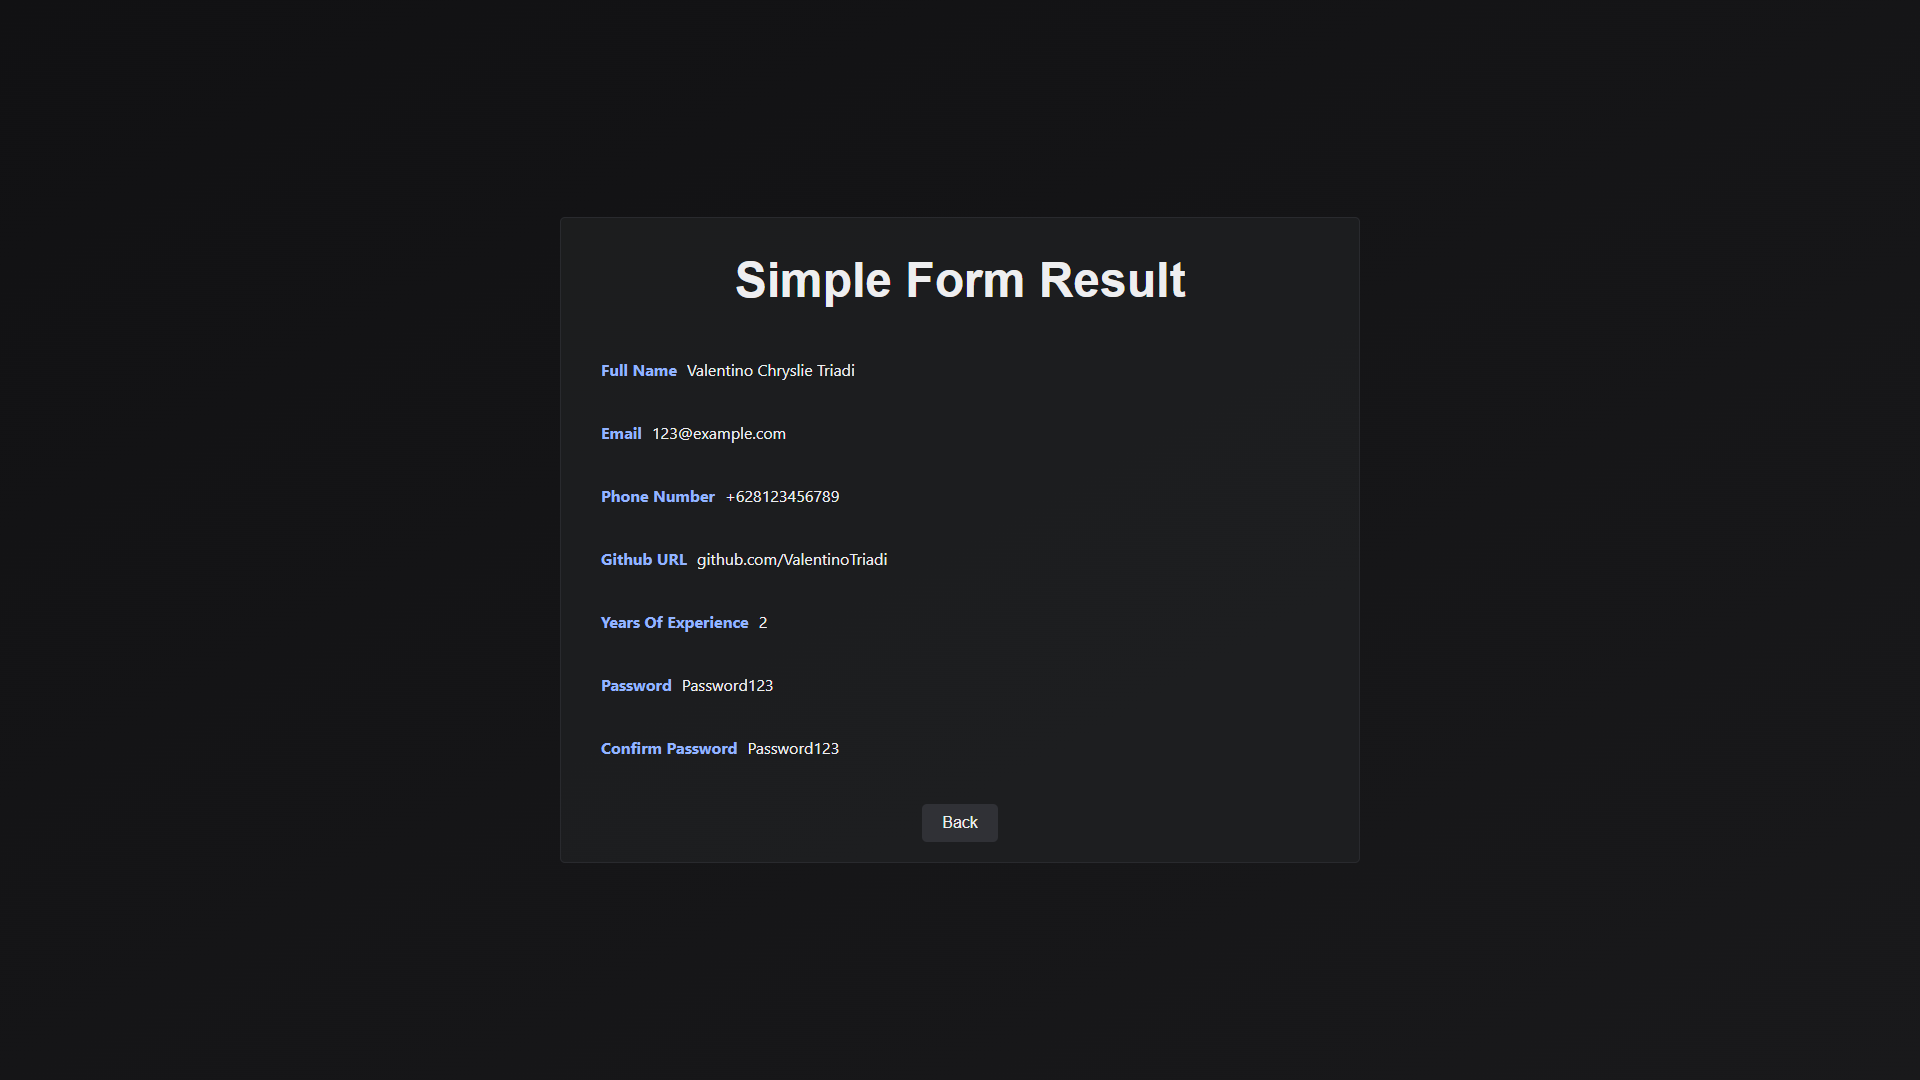 Simple Form Result
Full Name Valentino Chryslie Triadi
Email 123@example.com
Phone Number +628123456789
Github URL github.com/ValentinoTriadi
Years Of Experience 2
Password Password123
Confirm Password Password123
Back